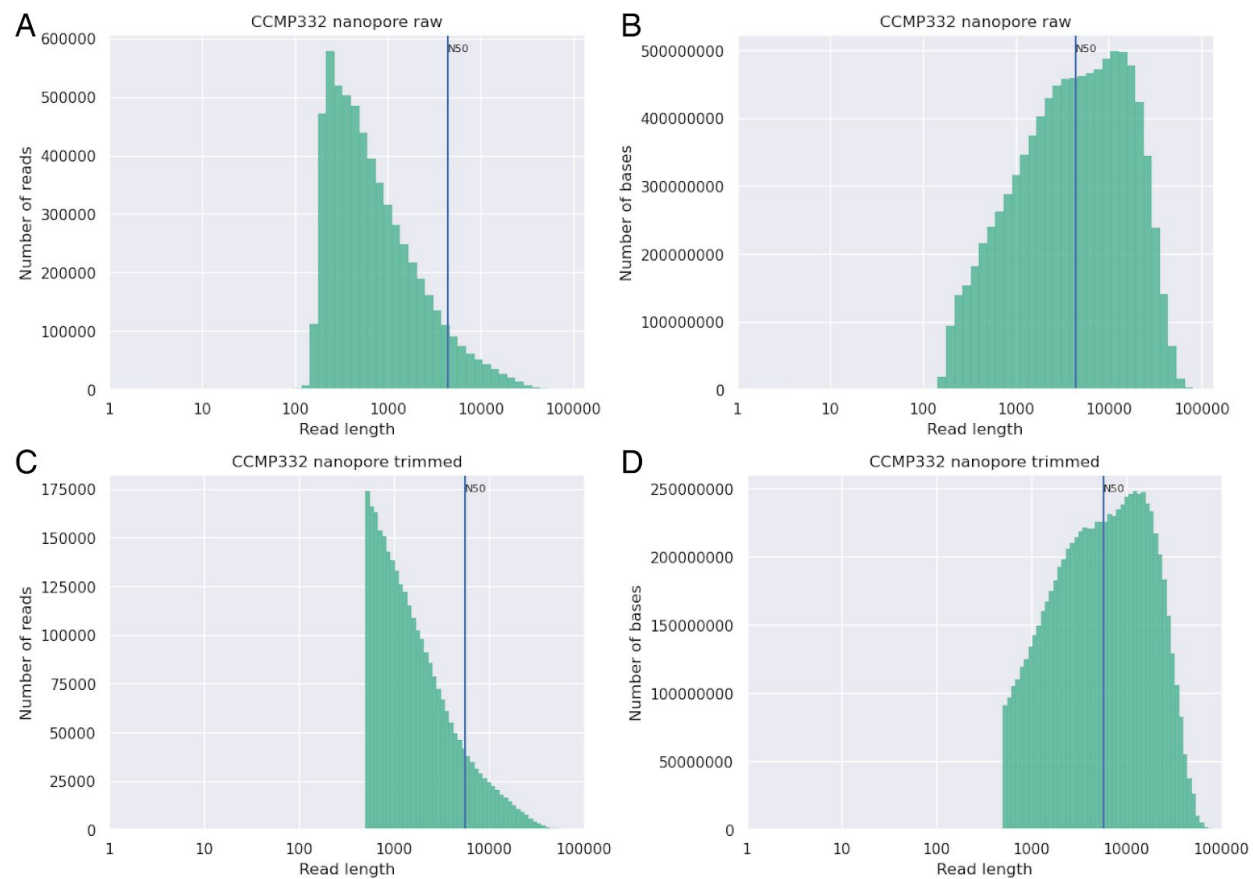 A
CCMP332 nanopore raw
N50
600000
500000
400000
300000
200000
100000
0
Number of reads
1 10 100 1000 10000 100000
Read length
B
CCMP332 nanopore raw
N50
500000000
400000000
300000000
200000000
100000000
0
Number of bases
1 10 100 1000 10000 100000
Read length
C
CCMP332 nanopore trimmed
N50
175000
150000
125000
100000
75000
50000
25000
0
Number of reads
1 10 100 1000 10000 100000
Read length
D
CCMP332 nanopore trimmed
N50
250000000
200000000
150000000
100000000
50000000
0
Number of bases
1 10 100 1000 10000 100000
Read length